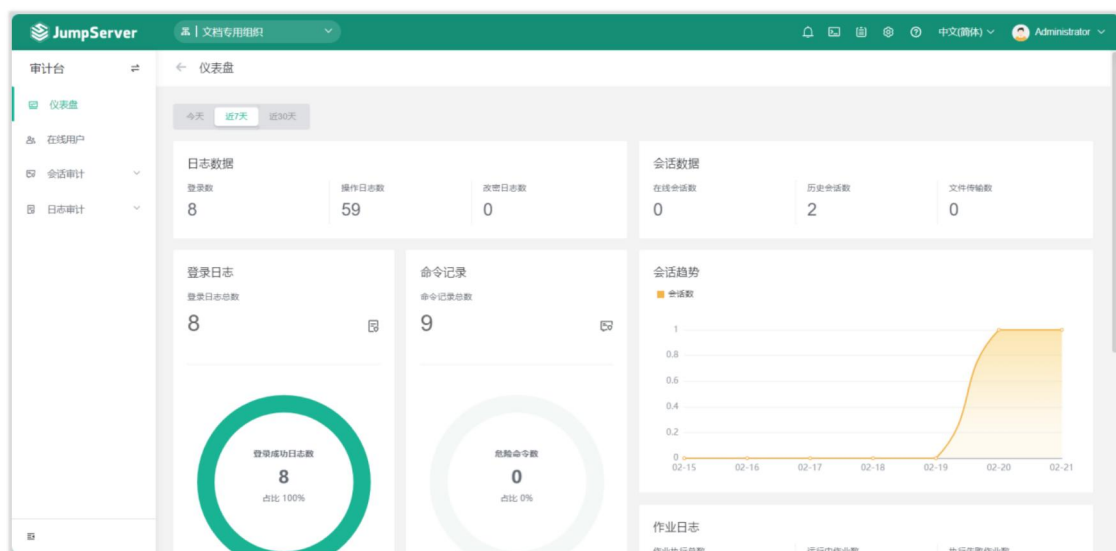 JumpServer
文档专用组织
中文(简体)
Administrator
审计台
仪表盘
仪表盘
在线用户
会话审计
日志审计
今天
近7天
近30天
日志数据
登录数
操作日志数
改密日志数
8
59
0
会话数据
在线会话数
历史会话数
文件传输数
0
2
0
登录日志
登录日志总数
8
登录成功日志数
8
占比 100%
命令记录
命令记录总数
9
危险命令数
0
占比 0%
会话趋势
会话数
1
0.8
0.6
0.4
0.2
0
02-15
02-16
02-17
02-18
02-19
02-20
02-21
作业日志